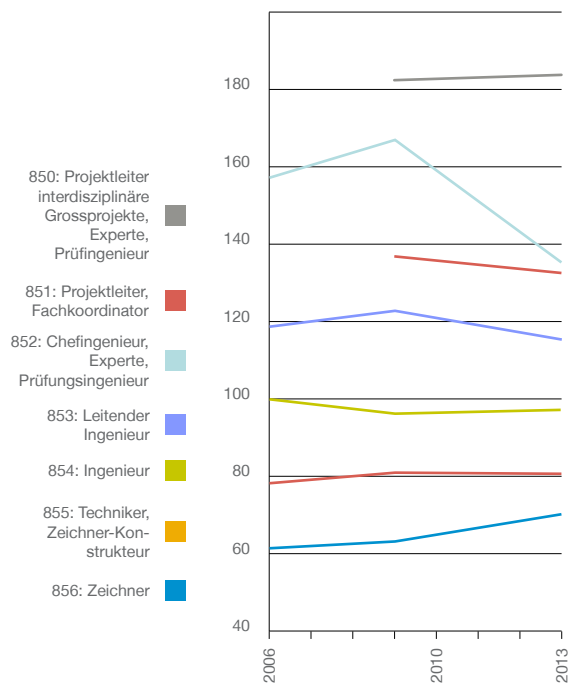 850: Projektleiter
interdisziplinäre
Grossprojekte,
Experte,
Prüfingenieur
851: Projektleiter,
Fachkoordinator
852: Chefingenieur,
Experte,
Prüfungsingenieur
853: Leitender
Ingenieur
854: Ingenieur
855: Techniker,
Zeichner-Kon-
strukteur
856: Zeichner
180
160
140
120
100
80
60
40
2006
2010
2013